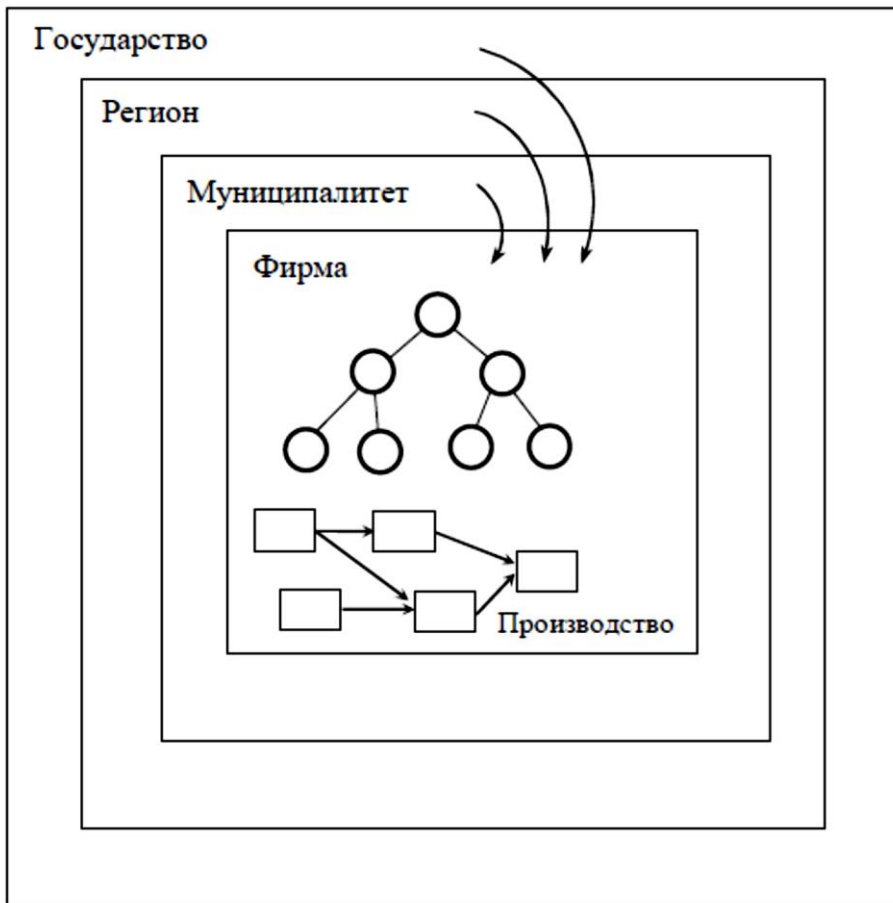 Государство
Регион
Муниципалитет
Фирма
Производство